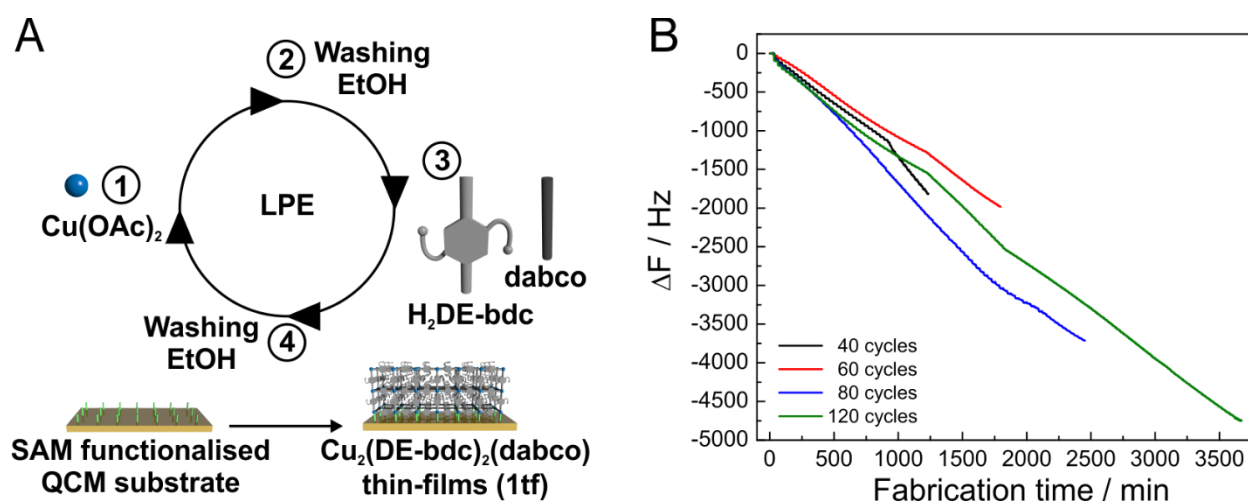 A
②
Washing
EtOH
①
Cu(OAc)₂
LPE
③
dabco
H₂DE-bdc
Washing
EtOH
④
SAM functionalised
QCM substrate
Cu₂(DE-bdc)₂(dabco)
thin-films (1tf)
B
ΔF / Hz
0
-500
-1000
-1500
-2000
-2500
-3000
-3500
-4000
-4500
-5000
40 cycles
60 cycles
80 cycles
120 cycles
0 500 1000 1500 2000 2500 3000 3500
Fabrication time / min